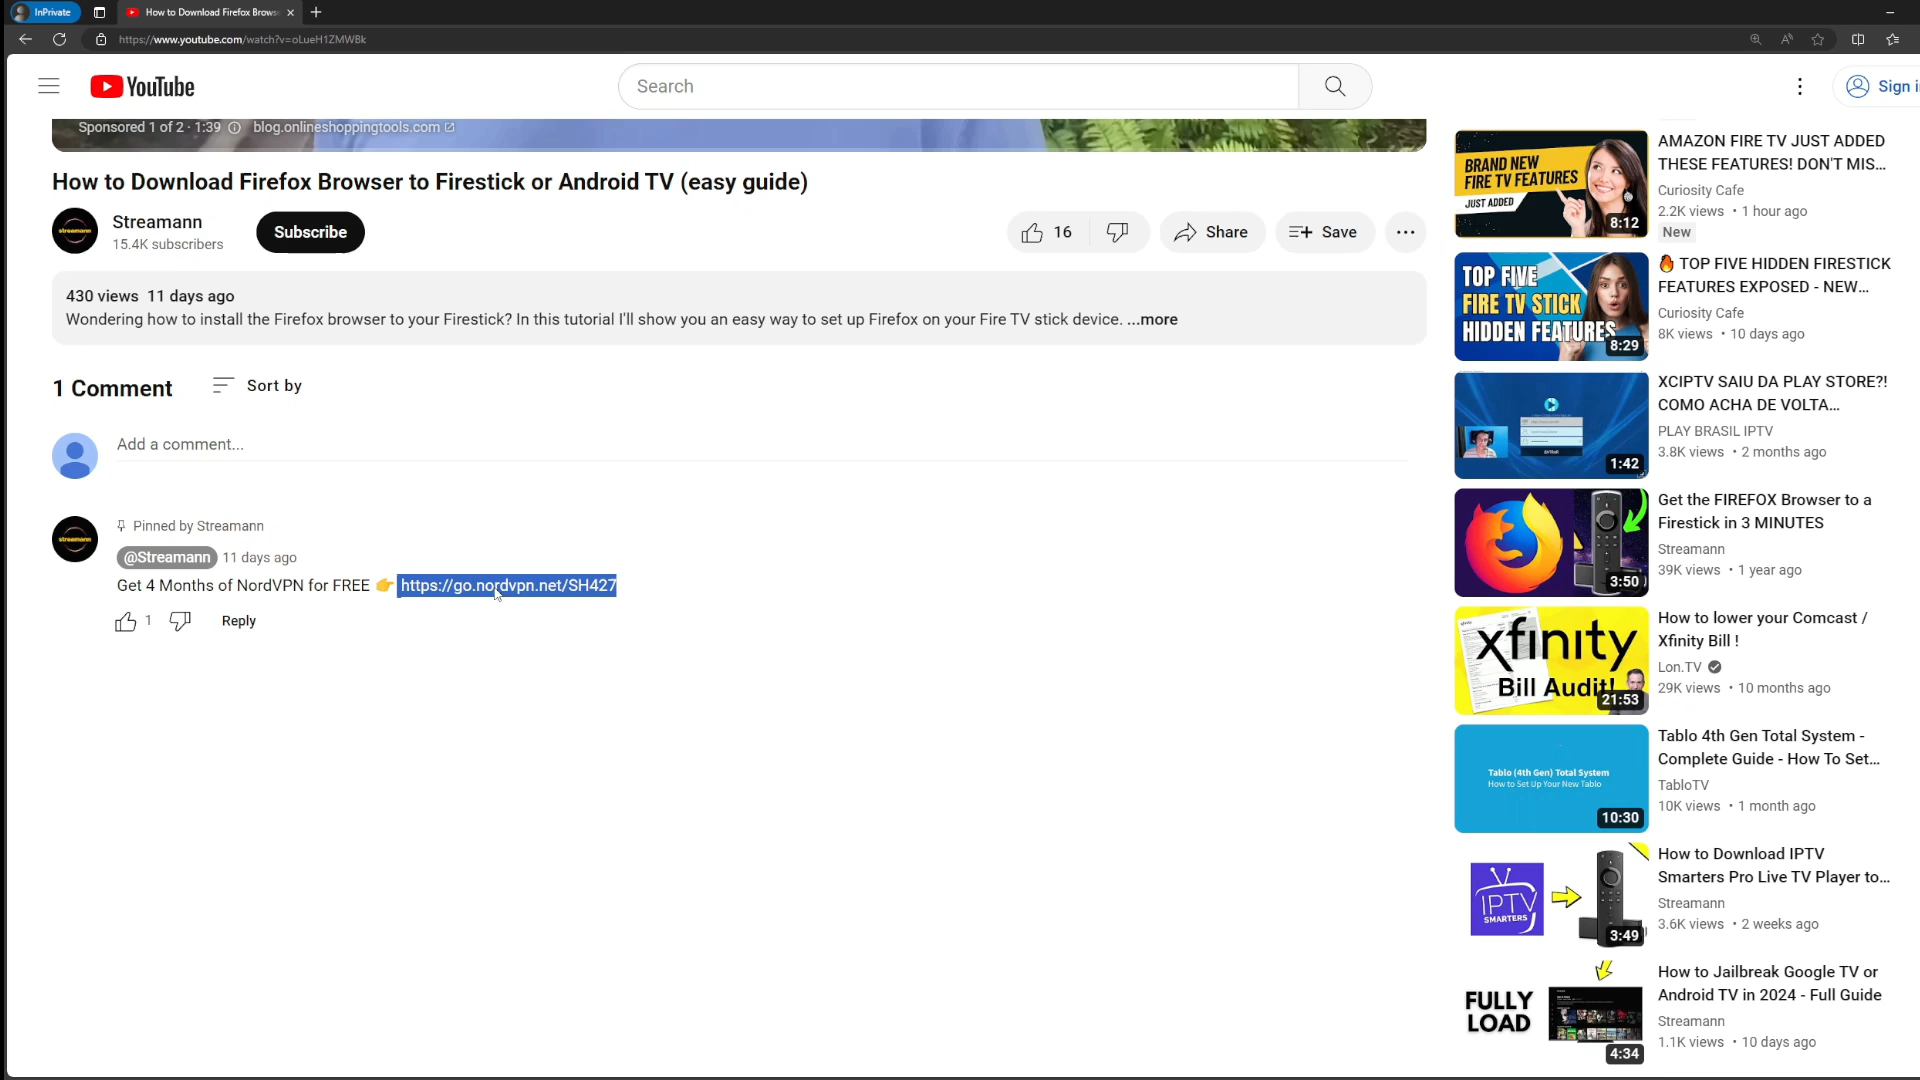 InPrivate
How to Download Firefox Brows
https://www.youtube.com/watch?v=oLueH1ZMWBk
YouTube
Search
Sign i
Sponsored 1 of 2 · 1:39 blog.onlineshoppingtools.com
How to Download Firefox Browser to Firestick or Android TV (easy guide)
streamann
Streamann
15.4K subscribers
Subscribe
16
Share
Save
430 views 11 days ago
Wondering how to install the Firefox browser to your Firestick? In this tutorial I'll show you an easy way to set up Firefox on your Fire TV stick device. ...more
1 Comment
Sort by
Add a comment...
streamann
Pinned by Streamann
@Streamann 11 days ago
Get 4 Months of NordVPN for FREE 👉 https://go.nordvpn.net/SH427
1
Reply
BRAND NEW
FIRE TV FEATURES
JUST ADDED
8:12
AMAZON FIRE TV JUST ADDED
THESE FEATURES! DON'T MIS...
Curiosity Cafe
2.2K views • 1 hour ago
New
TOP FIVE
FIRE TV STICK
HIDDEN FEATURES
8:29
🔥 TOP FIVE HIDDEN FIRESTICK
FEATURES EXPOSED - NEW...
Curiosity Cafe
8K views • 10 days ago
1:42
XCIPTV SAIU DA PLAY STORE?!
COMO ACHA DE VOLTA...
PLAY BRASIL IPTV
3.8K views • 2 months ago
3:50
Get the FIREFOX Browser to a
Firestick in 3 MINUTES
Streamann
39K views • 1 year ago
xfinity
Bill Audit!
21:53
How to lower your Comcast /
Xfinity Bill !
Lon.TV
29K views • 10 months ago
Tablo (4th Gen) Total System
How to Set Up Your New Tablo
10:30
Tablo 4th Gen Total System -
Complete Guide - How To Set...
TabloTV
10K views • 1 month ago
IPTV
SMARTERS
3:49
How to Download IPTV
Smarters Pro Live TV Player to...
Streamann
3.6K views • 2 weeks ago
FULLY
LOAD
4:34
How to Jailbreak Google TV or
Android TV in 2024 - Full Guide
Streamann
1.1K views • 10 days ago